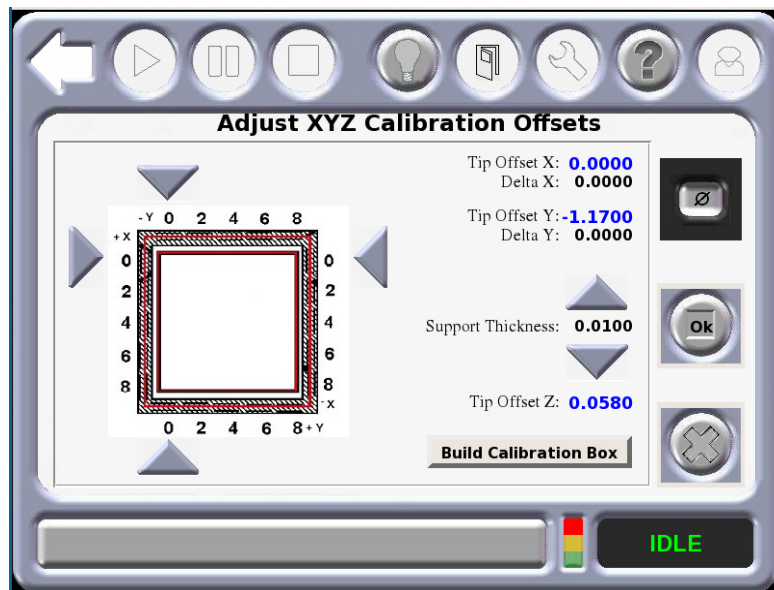 Adjust XYZ Calibration Offsets
Tip Offset X: 0.0000
Delta X: 0.0000
Tip Offset Y: -1.1700
Delta Y: 0.0000
- Y 0 2 4 6 8
+ X
0 0
2 2
4 4
6 6
8 8
- X
0 2 4 6 8 + Y
Support Thickness: 0.0100
Ok
Tip Offset Z: 0.0580
Build Calibration Box
IDLE